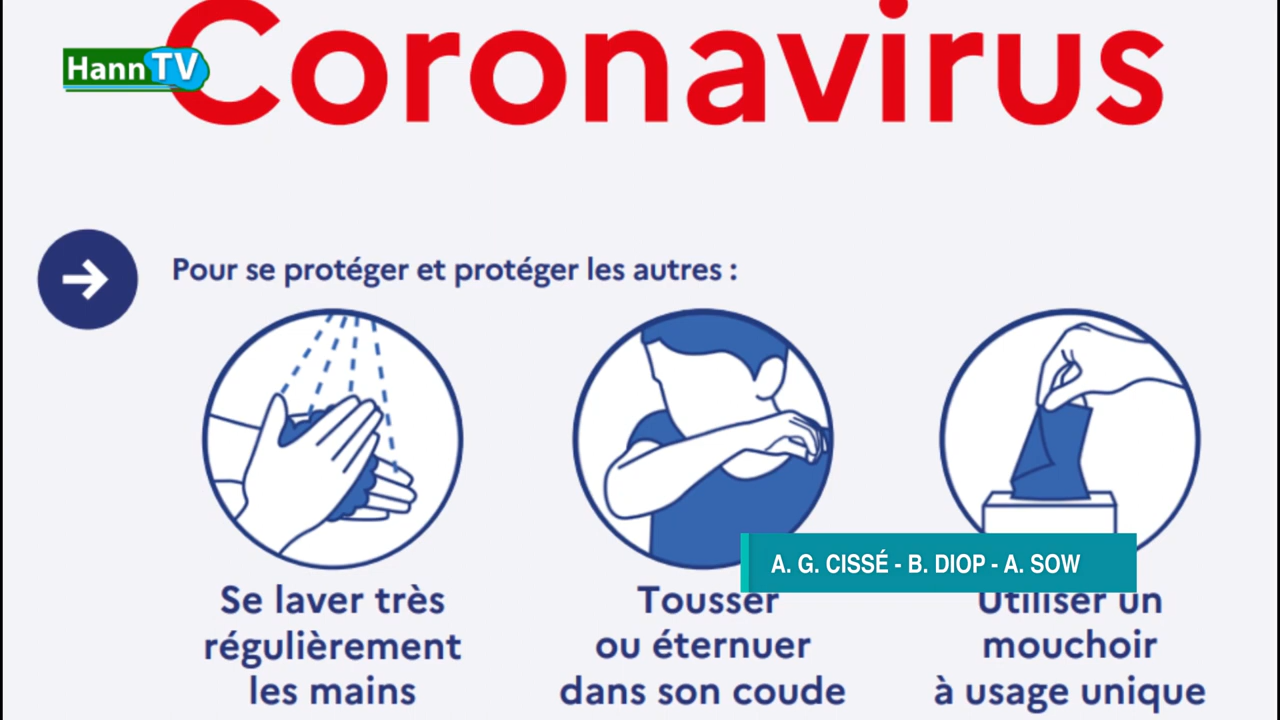 Coronavirus
HannTV
Pour se protéger et protéger les autres :
A. G. CISSÉ - B. DIOP - A. SOW
Se laver très
régulièrement
les mains
Tousser
ou éternuer
dans son coude
Utiliser un
mouchoir
à usage unique